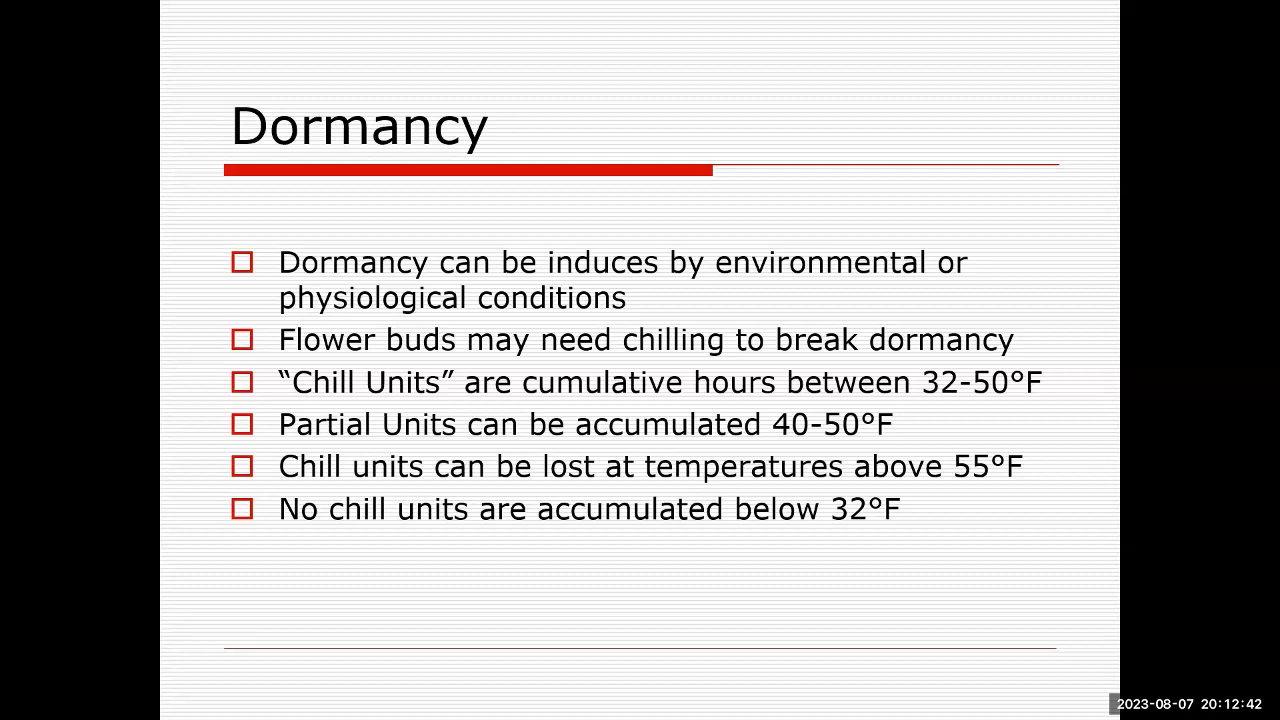 Dormancy
Dormancy can be induces by environmental or
physiological conditions
Flower buds may need chilling to break dormancy
“Chill Units” are cumulative hours between 32-50°F
Partial Units can be accumulated 40-50°F
Chill units can be lost at temperatures above 55°F
No chill units are accumulated below 32°F
2023-08-07 20:12:42